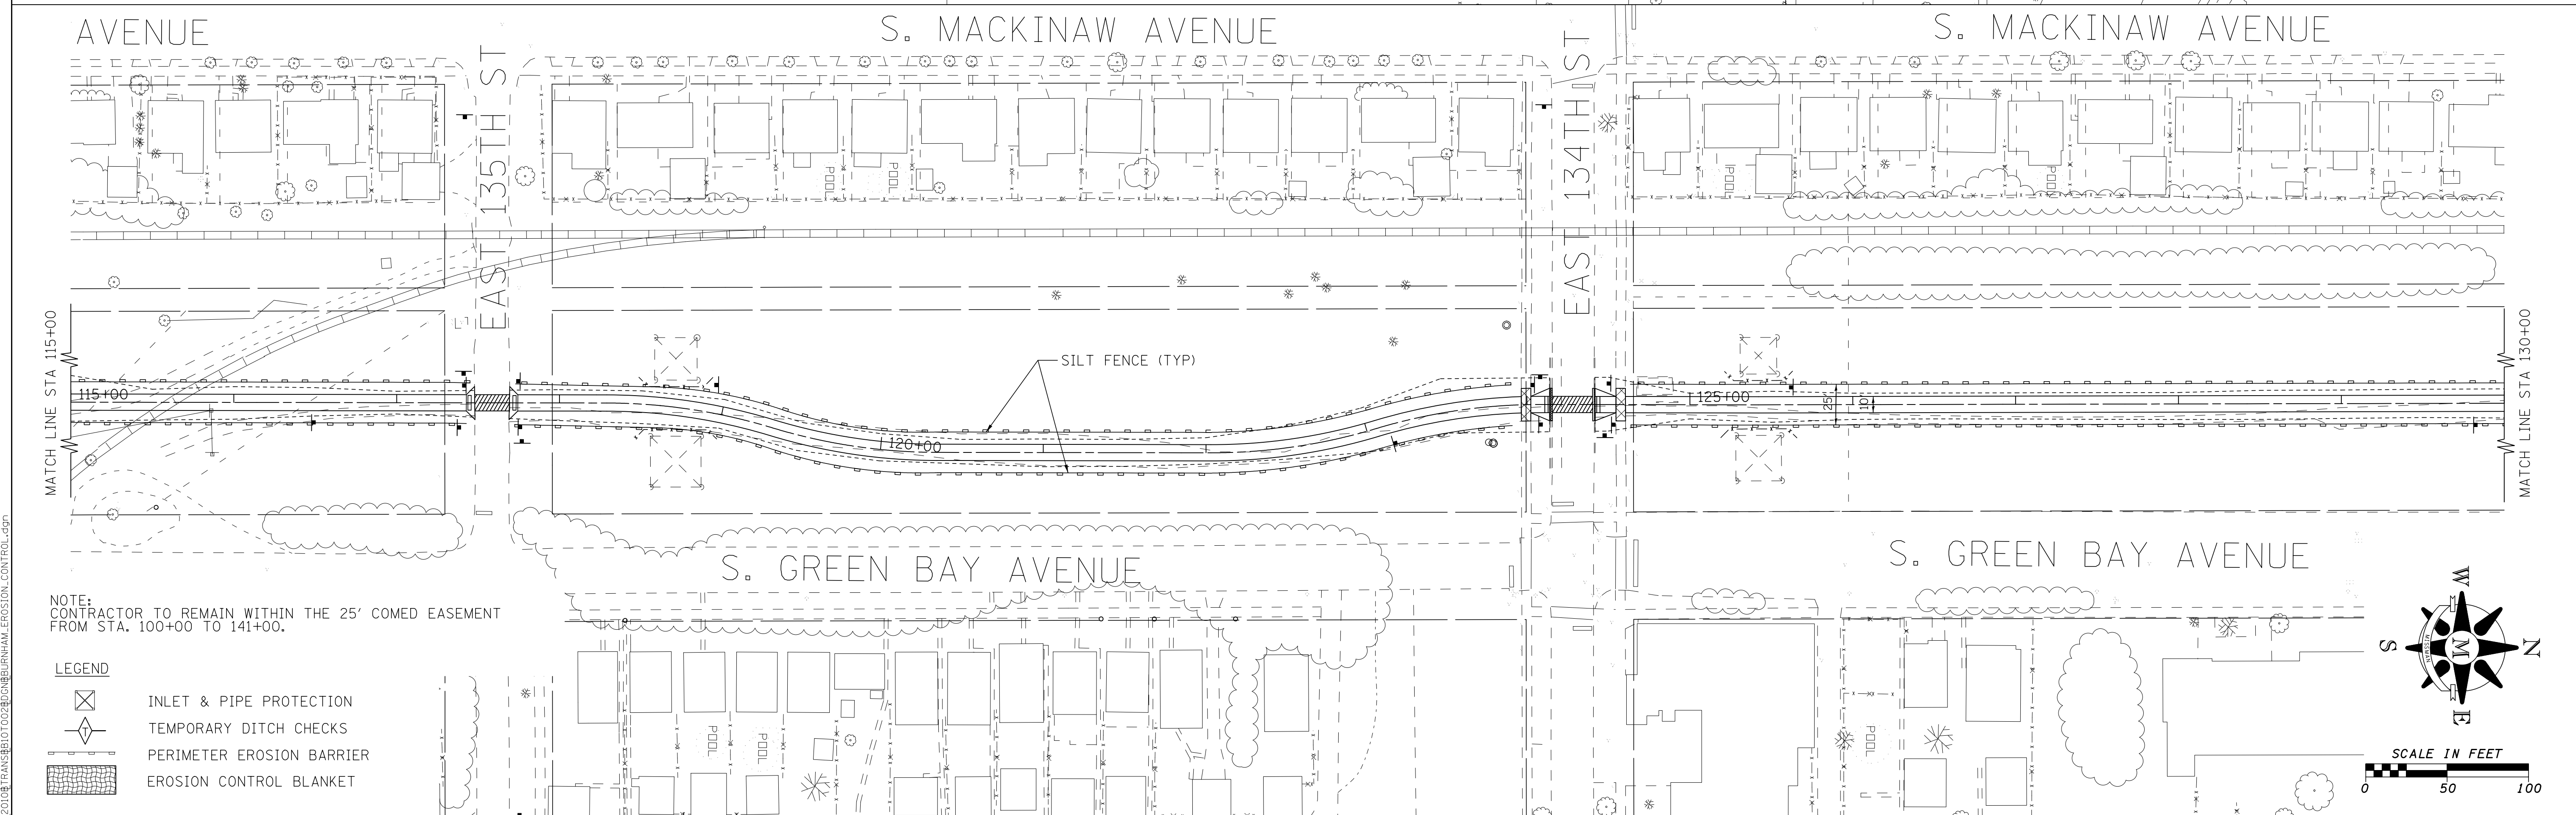 AVENUE
S. MACKINAW AVENUE
S. MACKINAW AVENUE
EAST 135TH ST
EAST 134TH ST
POOL
POOL
POOL
POOL
MATCH LINE STA 115+00
MATCH LINE STA 130+00
SILT FENCE (TYP)
115+00
120+00
125+00
25'
10'
S. GREEN BAY AVENUE
S. GREEN BAY AVENUE
NOTE:
CONTRACTOR TO REMAIN WITHIN THE 25' COMED EASEMENT
FROM STA. 100+00 TO 141+00.
LEGEND
INLET & PIPE PROTECTION
T
TEMPORARY DITCH CHECKS
PERIMETER EROSION BARRIER
EROSION CONTROL BLANKET
POOL
POOL
POOL
W
N
S
E
M
MISSMAN
SCALE IN FEET
0 50 100